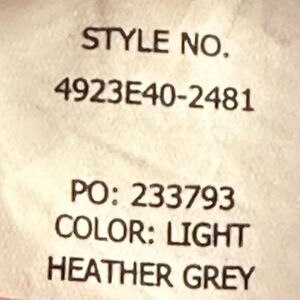 STYLE NO.
4923E40-2481
PO: 233793
COLOR: LIGHT
HEATHER GREY